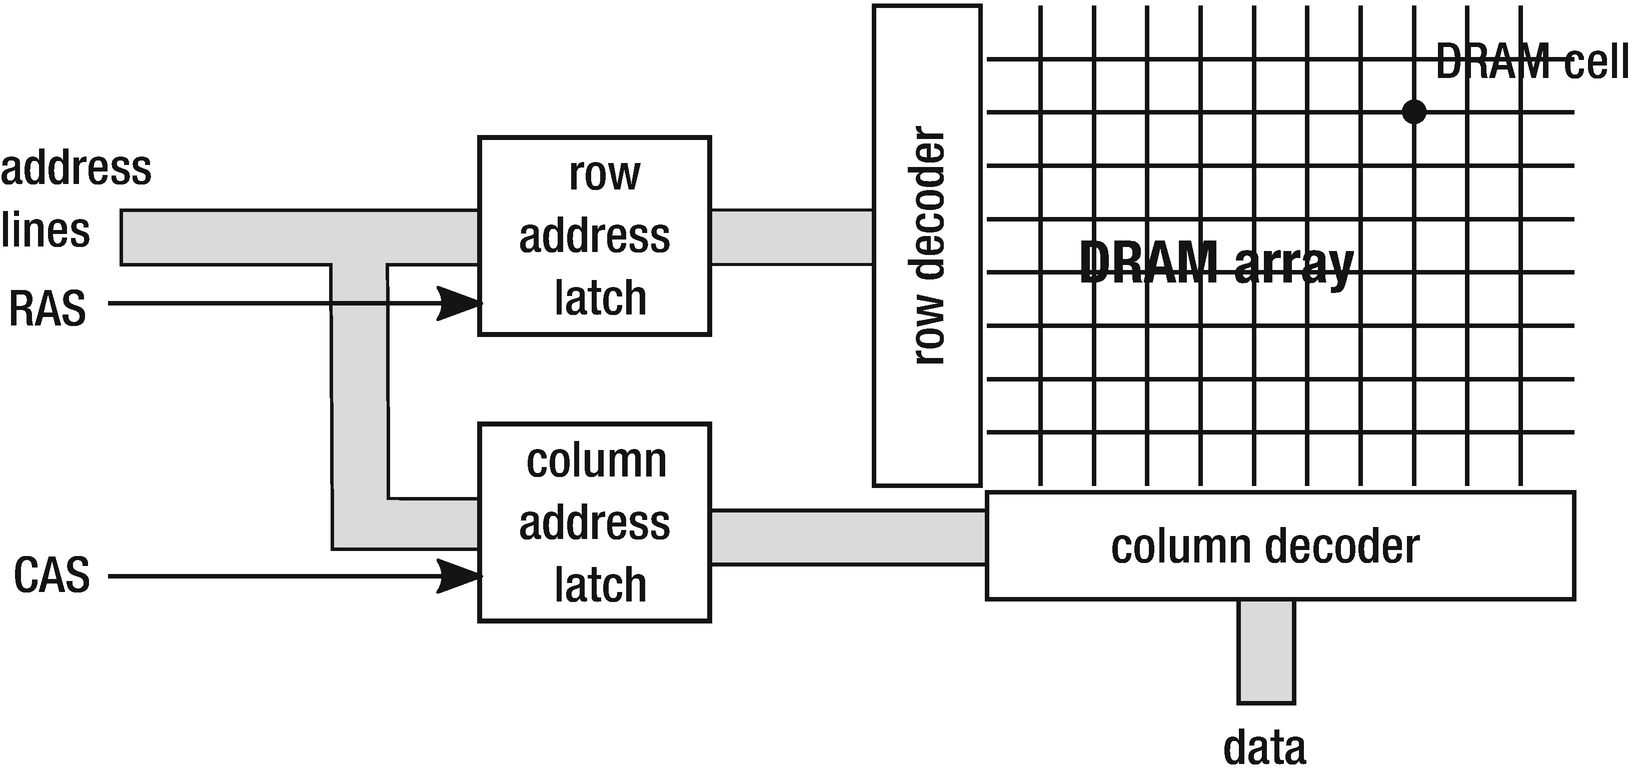 address
lines
RAS
CAS
row
address
latch
column
address
latch
row decoder
DRAM cell
DRAM array
column decoder
data